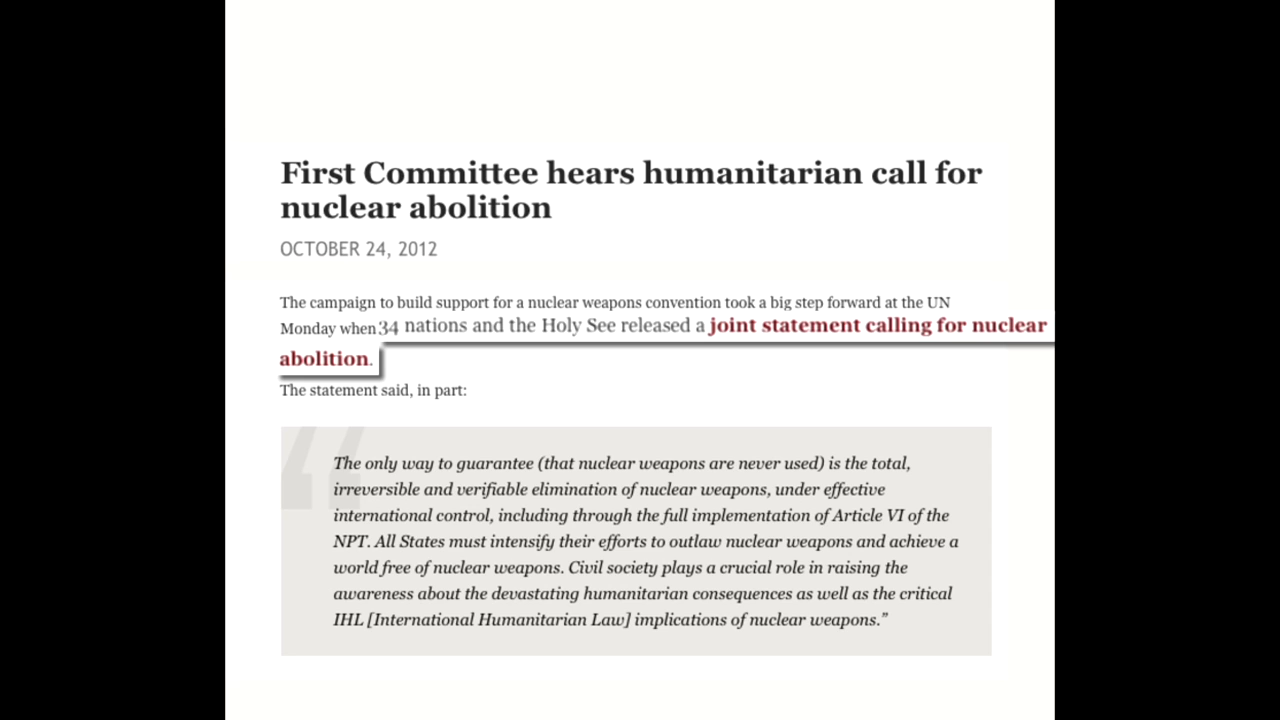 First Committee hears humanitarian call for
nuclear abolition
OCTOBER 24, 2012
The campaign to build support for a nuclear weapons convention took a big step forward at the UN
Monday when 34 nations and the Holy See released a joint statement calling for nuclear
abolition.
The statement said, in part:
“
The only way to guarantee (that nuclear weapons are never used) is the total,
irreversible and verifiable elimination of nuclear weapons, under effective
international control, including through the full implementation of Article VI of the
NPT. All States must intensify their efforts to outlaw nuclear weapons and achieve a
world free of nuclear weapons. Civil society plays a crucial role in raising the
awareness about the devastating humanitarian consequences as well as the critical
IHL [International Humanitarian Law] implications of nuclear weapons.”